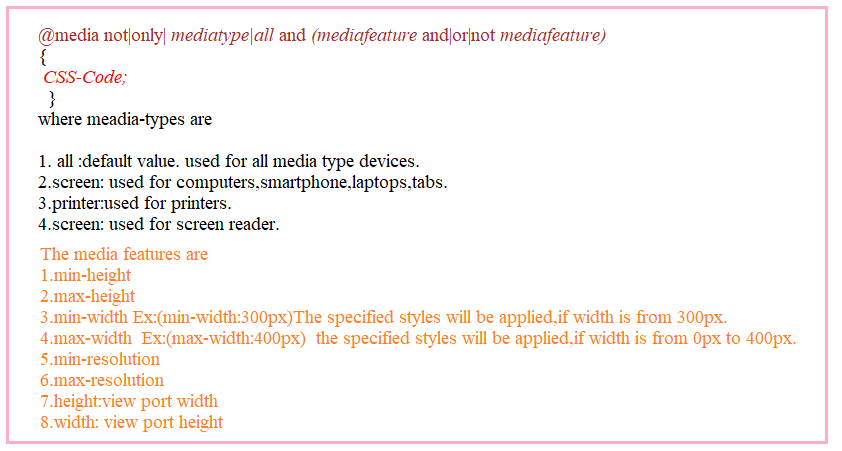 @media not|only| mediatype|all and (mediafeature and|or|not mediafeature)
{
CSS-Code;
}
where meadia-types are
1. all :default value. used for all media type devices.
2.screen: used for computers,smartphone,laptops,tabs.
3.printer:used for printers.
4.screen: used for screen reader.
The media features are
1.min-height
2.max-height
3.min-width Ex:(min-width:300px)The specified styles will be applied,if width is from 300px.
4.max-width  Ex:(max-width:400px)  the specified styles will be applied,if width is from 0px to 400px.
5.min-resolution
6.max-resolution
7.height:view port width
8.width: view port height